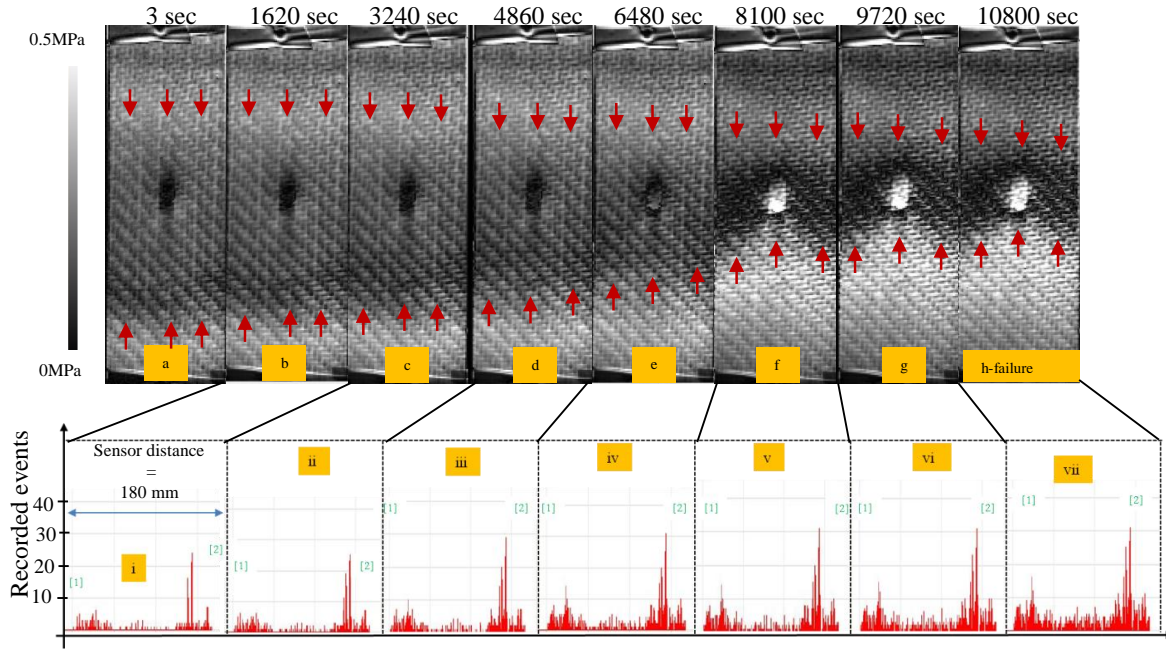 3 sec 1620 sec 3240 sec 4860 sec 6480 sec 8100 sec 9720 sec 10800 sec
0.5MPa
0MPa
a b c d e f g h-failure
Recorded events
40
30
20
10
Sensor distance
=
180 mm
i ii iii iv v vi vii
[1] [2] [1] [2] [1] [2] [1] [2] [1] [2] [1] [2] [1] [2]